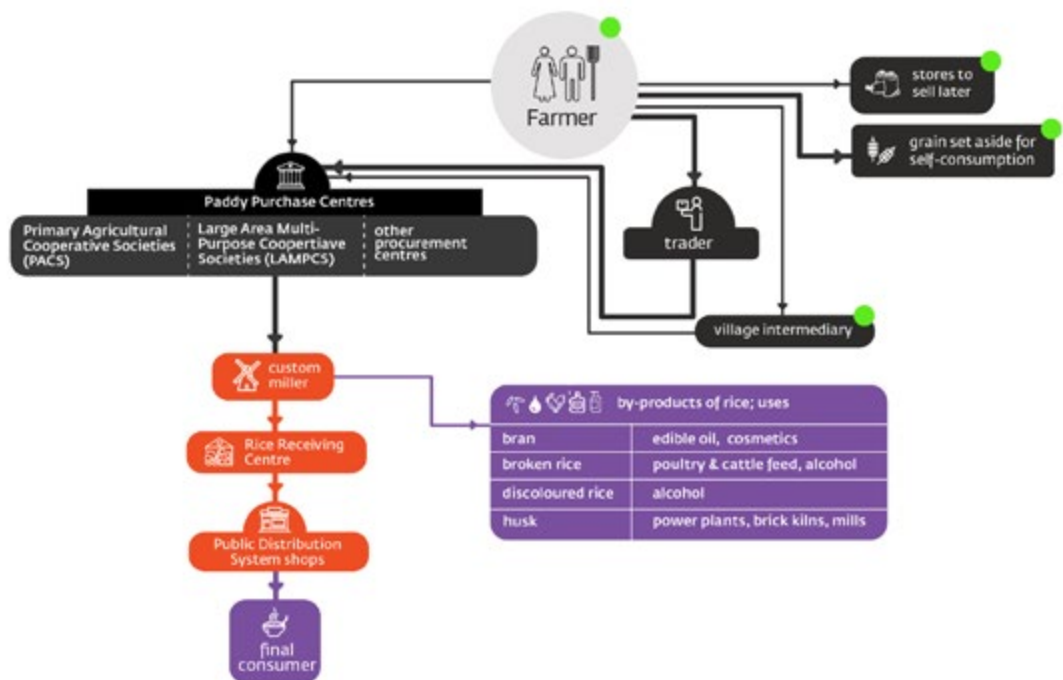 Farmer
stores to
sell later
grain set aside for
self-consumption
Paddy Purchase Centres
Primary Agricultural
Cooperative Societies
(PACS)
Large Area Multi-
Purpose Coopertiave
Societies (LAMPCS)
other
procurement
centres
trader
village intermediary
custom
miller
by-products of rice; uses
bran edible oil, cosmetics
broken rice poultry & cattle feed, alcohol
discoloured rice alcohol
husk power plants, brick kilns, mills
Rice Receiving
Centre
Public Distribution
System shops
final
consumer